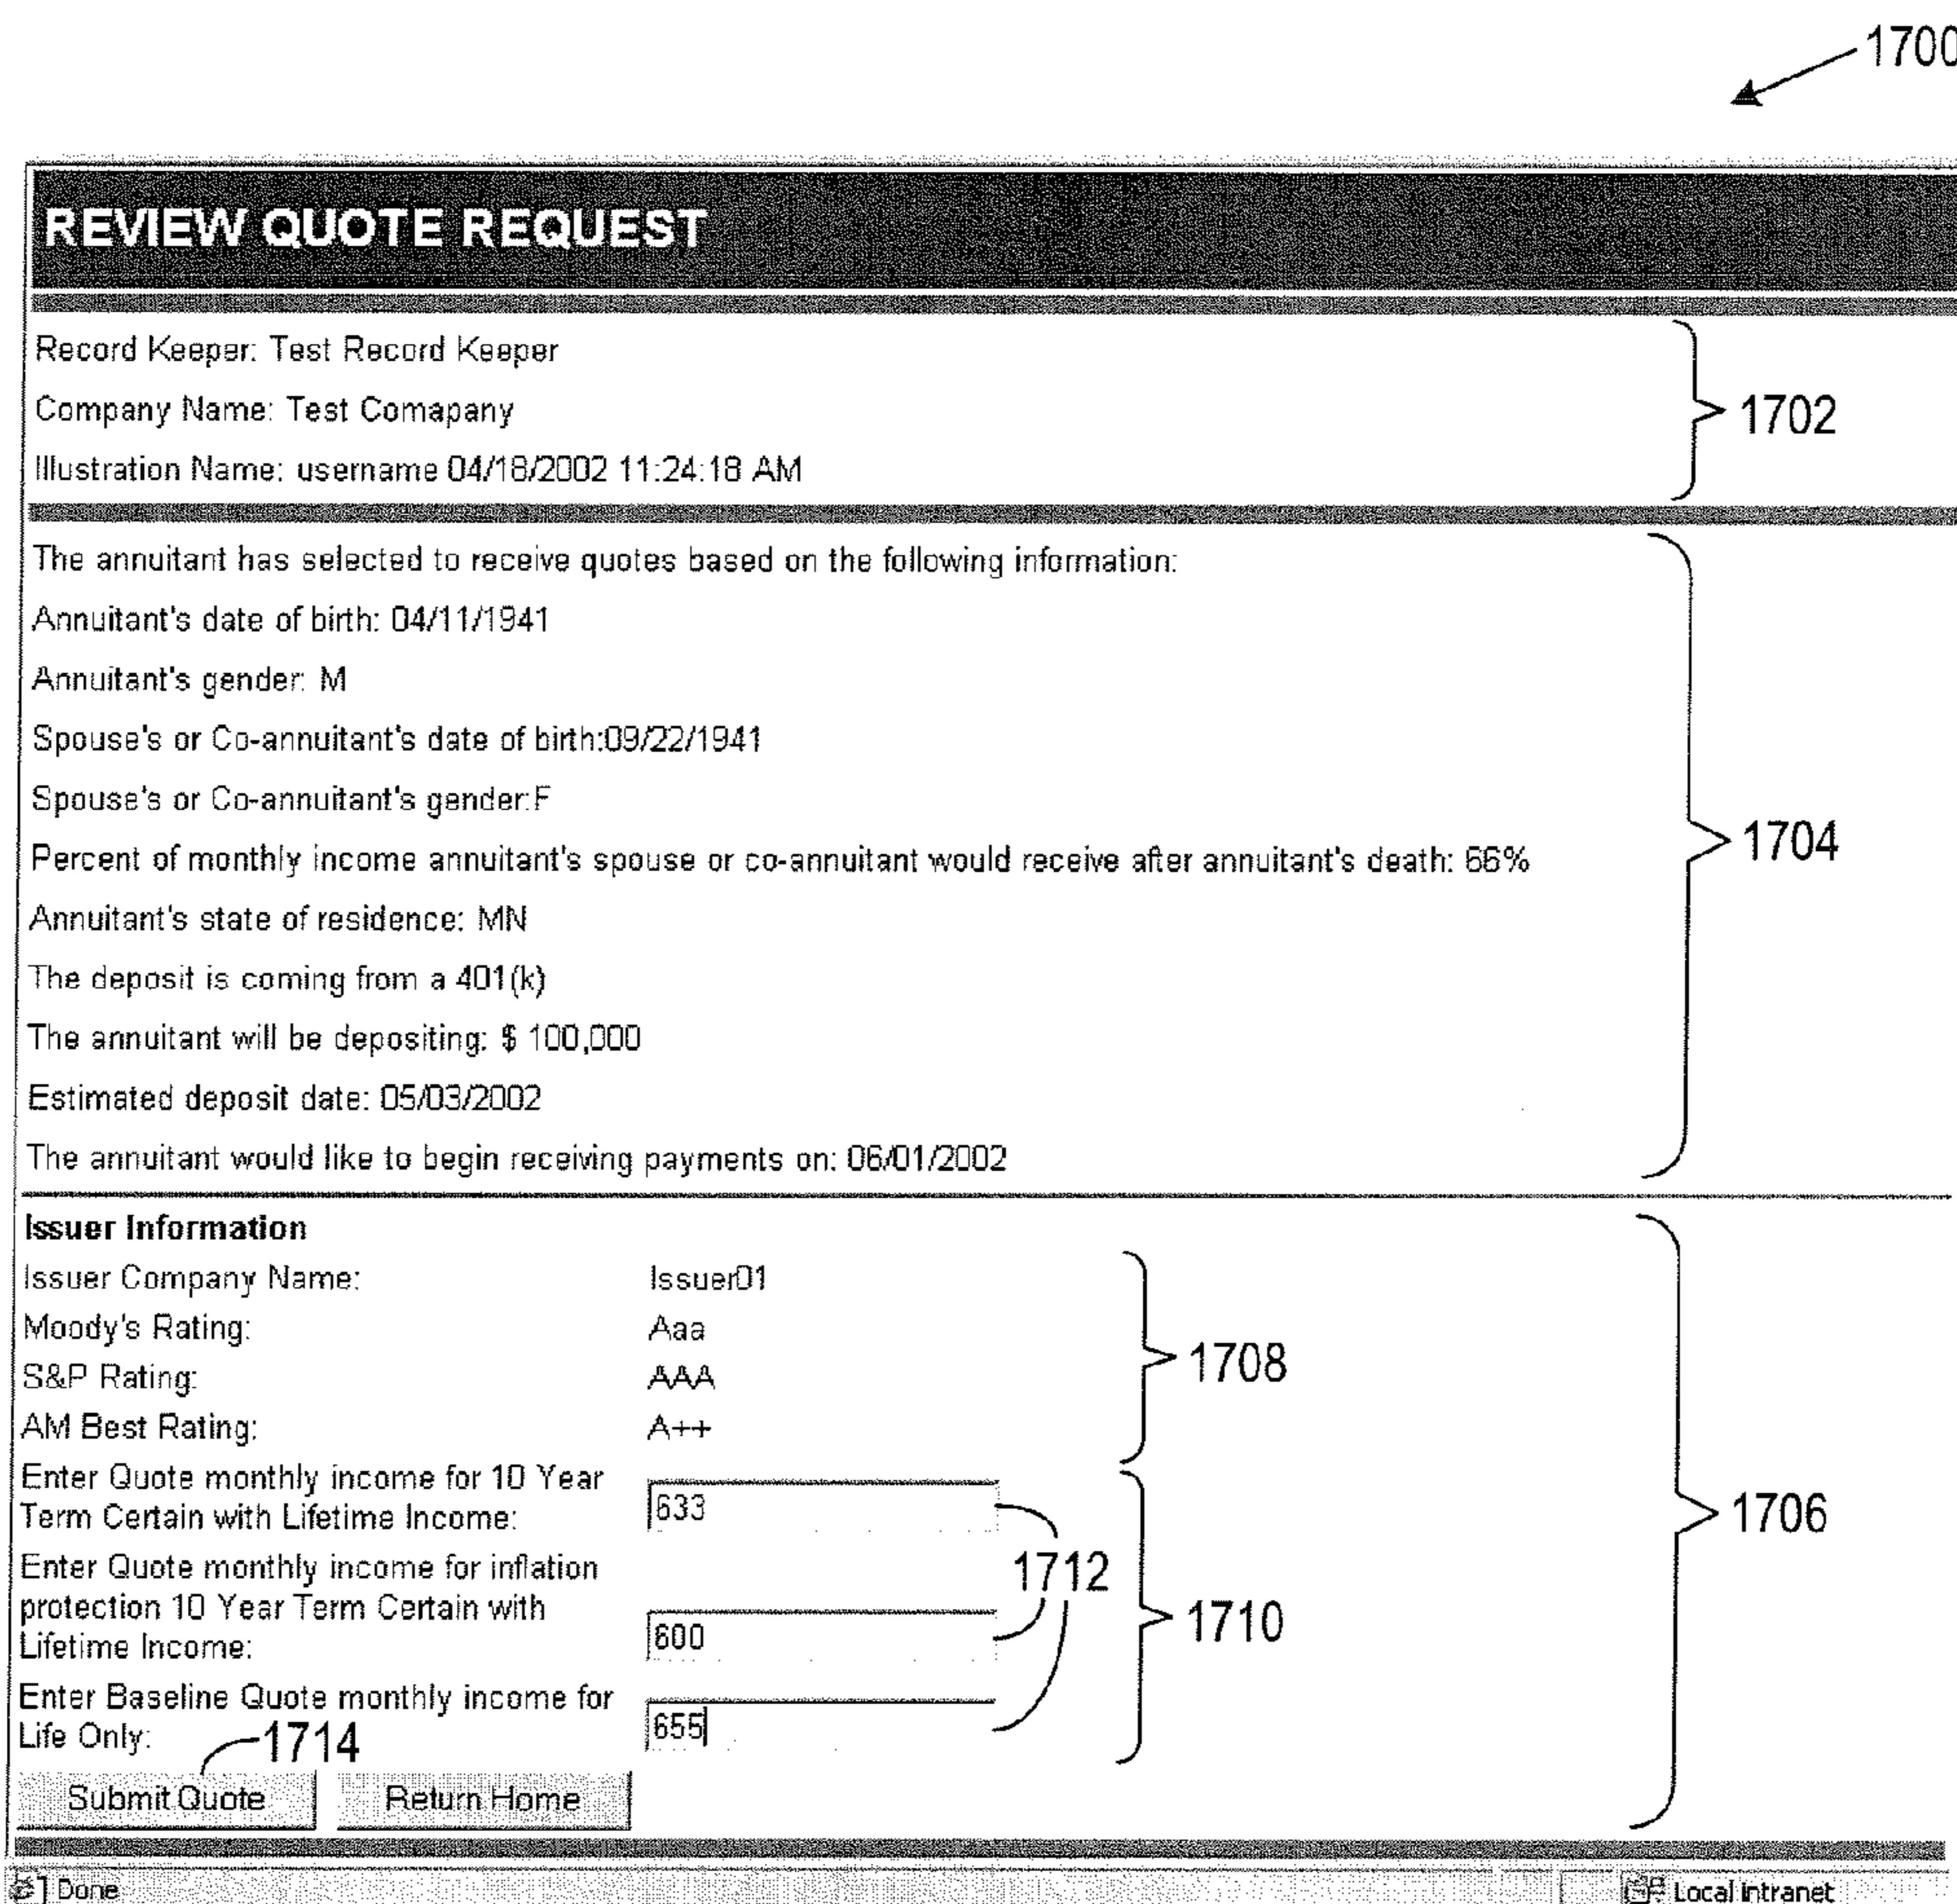 1700
REVIEW QUOTE REQUEST
Record Keeper: Test Record Keeper
Company Name: Test Comapany
1702
Illustration Name: username 04/18/2002 11:24:18 AM
The annuitant has selected to receive quotes based on the following information:
Annuitant's date of birth: 04/11/1941
Annuitant's gender: M
Spouse's or Co-annuitant's date of birth:09/22/1941
Spouse's or Co-annuitant's gender:F
1704
Percent of monthly income annuitant's spouse or co-annuitant would receive after annuitant's death: 66%
Annuitant's state of residence: MN
The deposit is coming from a 401(k)
The annuitant will be depositing: $ 100,000
Estimated deposit date: 05/03/2002
The annuitant would like to begin receiving payments on: 06/01/2002
Issuer Information
Issuer Company Name: Issuer01
Moody's Rating: Aaa
1708
S&P Rating: AAA
AM Best Rating: A++
Enter Quote monthly income for 10 Year
Term Certain with Lifetime Income: 633
1706
Enter Quote monthly income for inflation
1712
protection 10 Year Term Certain with
1710
Lifetime Income: 600
Enter Baseline Quote monthly income for
Life Only: 655
1714
Submit Quote Return Home
Done Local intranet